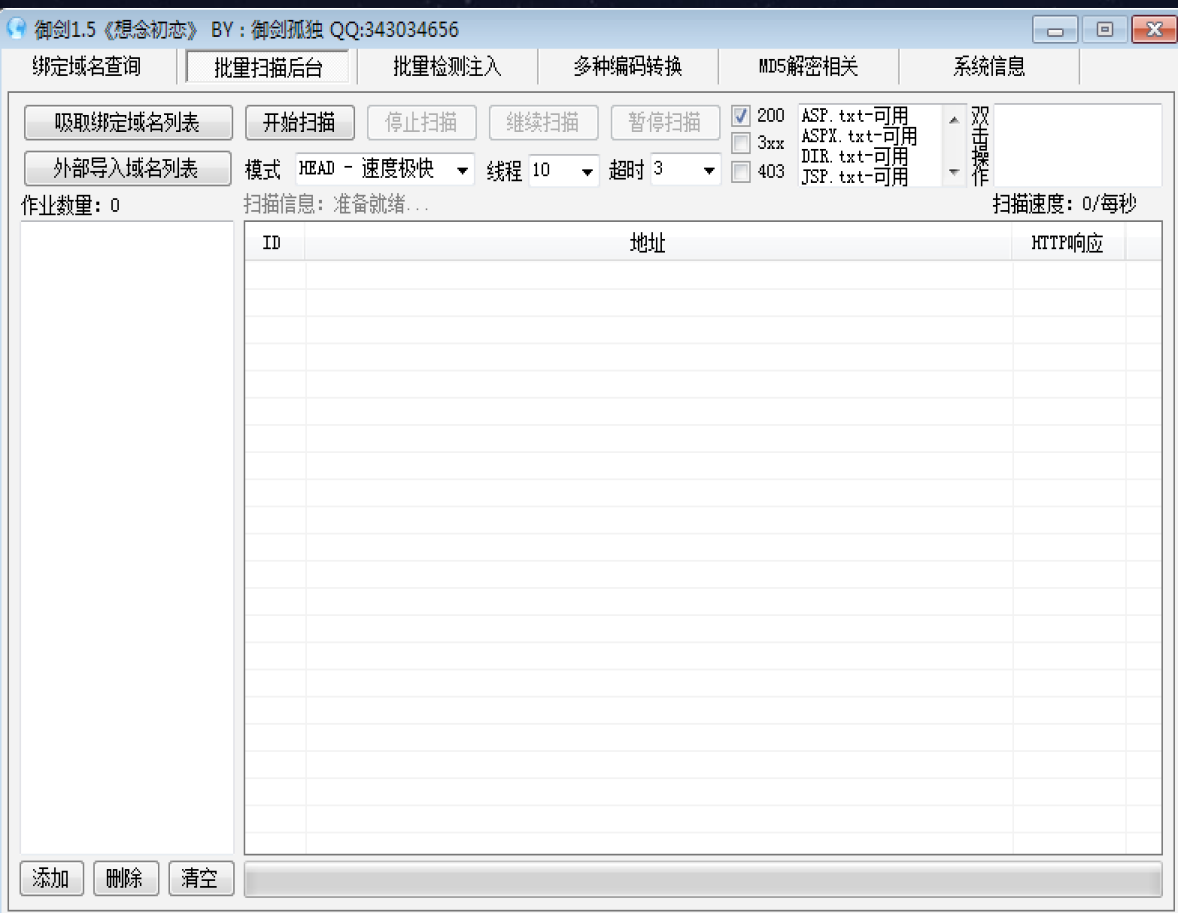 御剑1.5《想念初恋》 BY：御剑孤独 QQ:343034656
绑定域名查询 批量扫描后台 批量检测注入 多种编码转换 MD5解密相关 系统信息
吸取绑定域名列表 开始扫描 停止扫描 继续扫描 暂停扫描
外部导入域名列表 模式 HEAD - 速度极快 线程 10 超时 3
200
3xx
403
ASP.txt-可用
ASPX.txt-可用
DIR.txt-可用
JSP.txt-可用
双击操作
作业数量: 0 扫描信息: 准备就绪... 扫描速度: 0/每秒
ID 地址 HTTP响应
添加 删除 清空